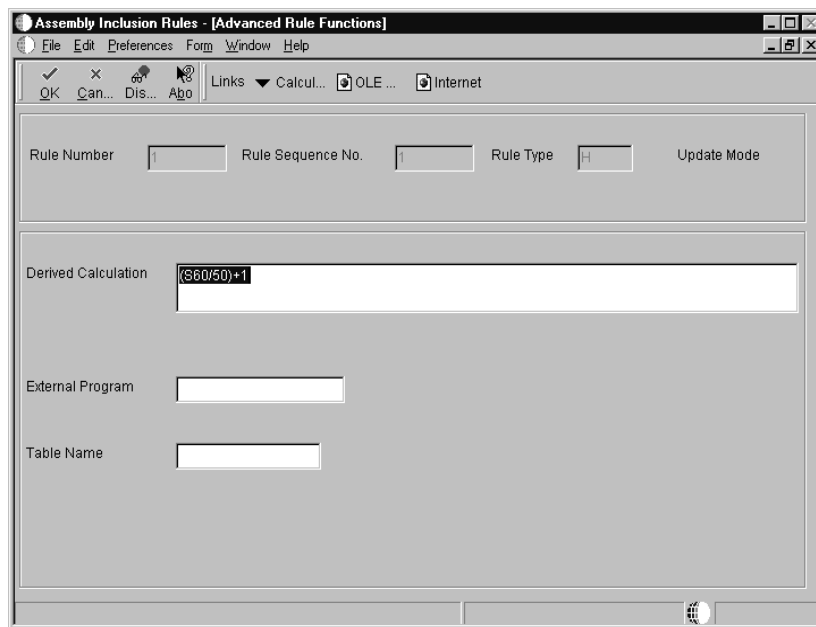 Assembly Inclusion Rules - [Advanced Rule Functions]
File Edit Preferences Form Window Help
OK Can... Dis... Abo Links Calcul... OLE ... Internet
Rule Number 1 Rule Sequence No. 1 Rule Type H Update Mode
Derived Calculation (S60/50)+1
External Program
Table Name